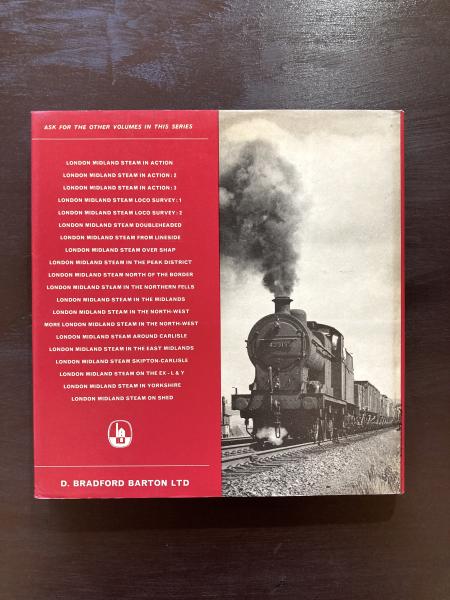 ASK FOR THE OTHER VOLUMES IN THIS SERIES
LONDON MIDLAND STEAM IN ACTION
LONDON MIDLAND STEAM IN ACTION: 2
LONDON MIDLAND STEAM IN ACTION: 3
LONDON MIDLAND STEAM LOCO SURVEY: 1
LONDON MIDLAND STEAM LOCO SURVEY: 2
LONDON MIDLAND STEAM DOUBLEHEADED
LONDON MIDLAND STEAM FROM LINESIDE
LONDON MIDLAND STEAM OVER SHAP
LONDON MIDLAND STEAM IN THE PEAK DISTRICT
LONDON MIDLAND STEAM NORTH OF THE BORDER
LONDON MIDLAND STEAM IN THE NORTHERN FELLS
LONDON MIDLAND STEAM IN THE MIDLANDS
LONDON MIDLAND STEAM IN THE NORTH-WEST
MORE LONDON MIDLAND STEAM IN THE NORTH-WEST
LONDON MIDLAND STEAM AROUND CARLISLE
LONDON MIDLAND STEAM IN THE EAST MIDLANDS
LONDON MIDLAND STEAM SKIPTON-CARLISLE
LONDON MIDLAND STEAM ON THE EX-L & Y
LONDON MIDLAND STEAM IN YORKSHIRE
LONDON MIDLAND STEAM ON SHED
D. BRADFORD BARTON LTD